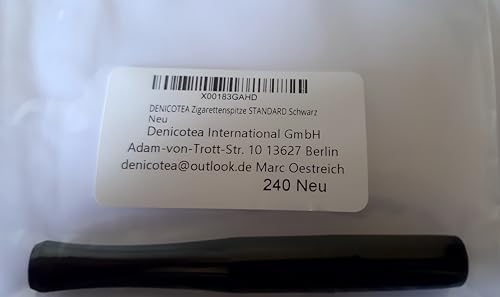 X00183GAHD
DENICOTEA Zigarettenspitze STANDARD Schwarz
Neu
Denicotea International GmbH
Adam-von-Trott-Str. 10 13627 Berlin
denicotea@outlook.de Marc Oestreich
240 Neu